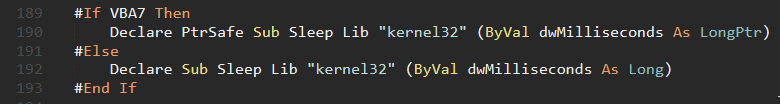 189 #If VBA7 Then
190 Declare PtrSafe Sub Sleep Lib "kernel32" (ByVal dwMilliseconds As LongPtr)
191 #Else
192 Declare Sub Sleep Lib "kernel32" (ByVal dwMilliseconds As Long)
193 #End If